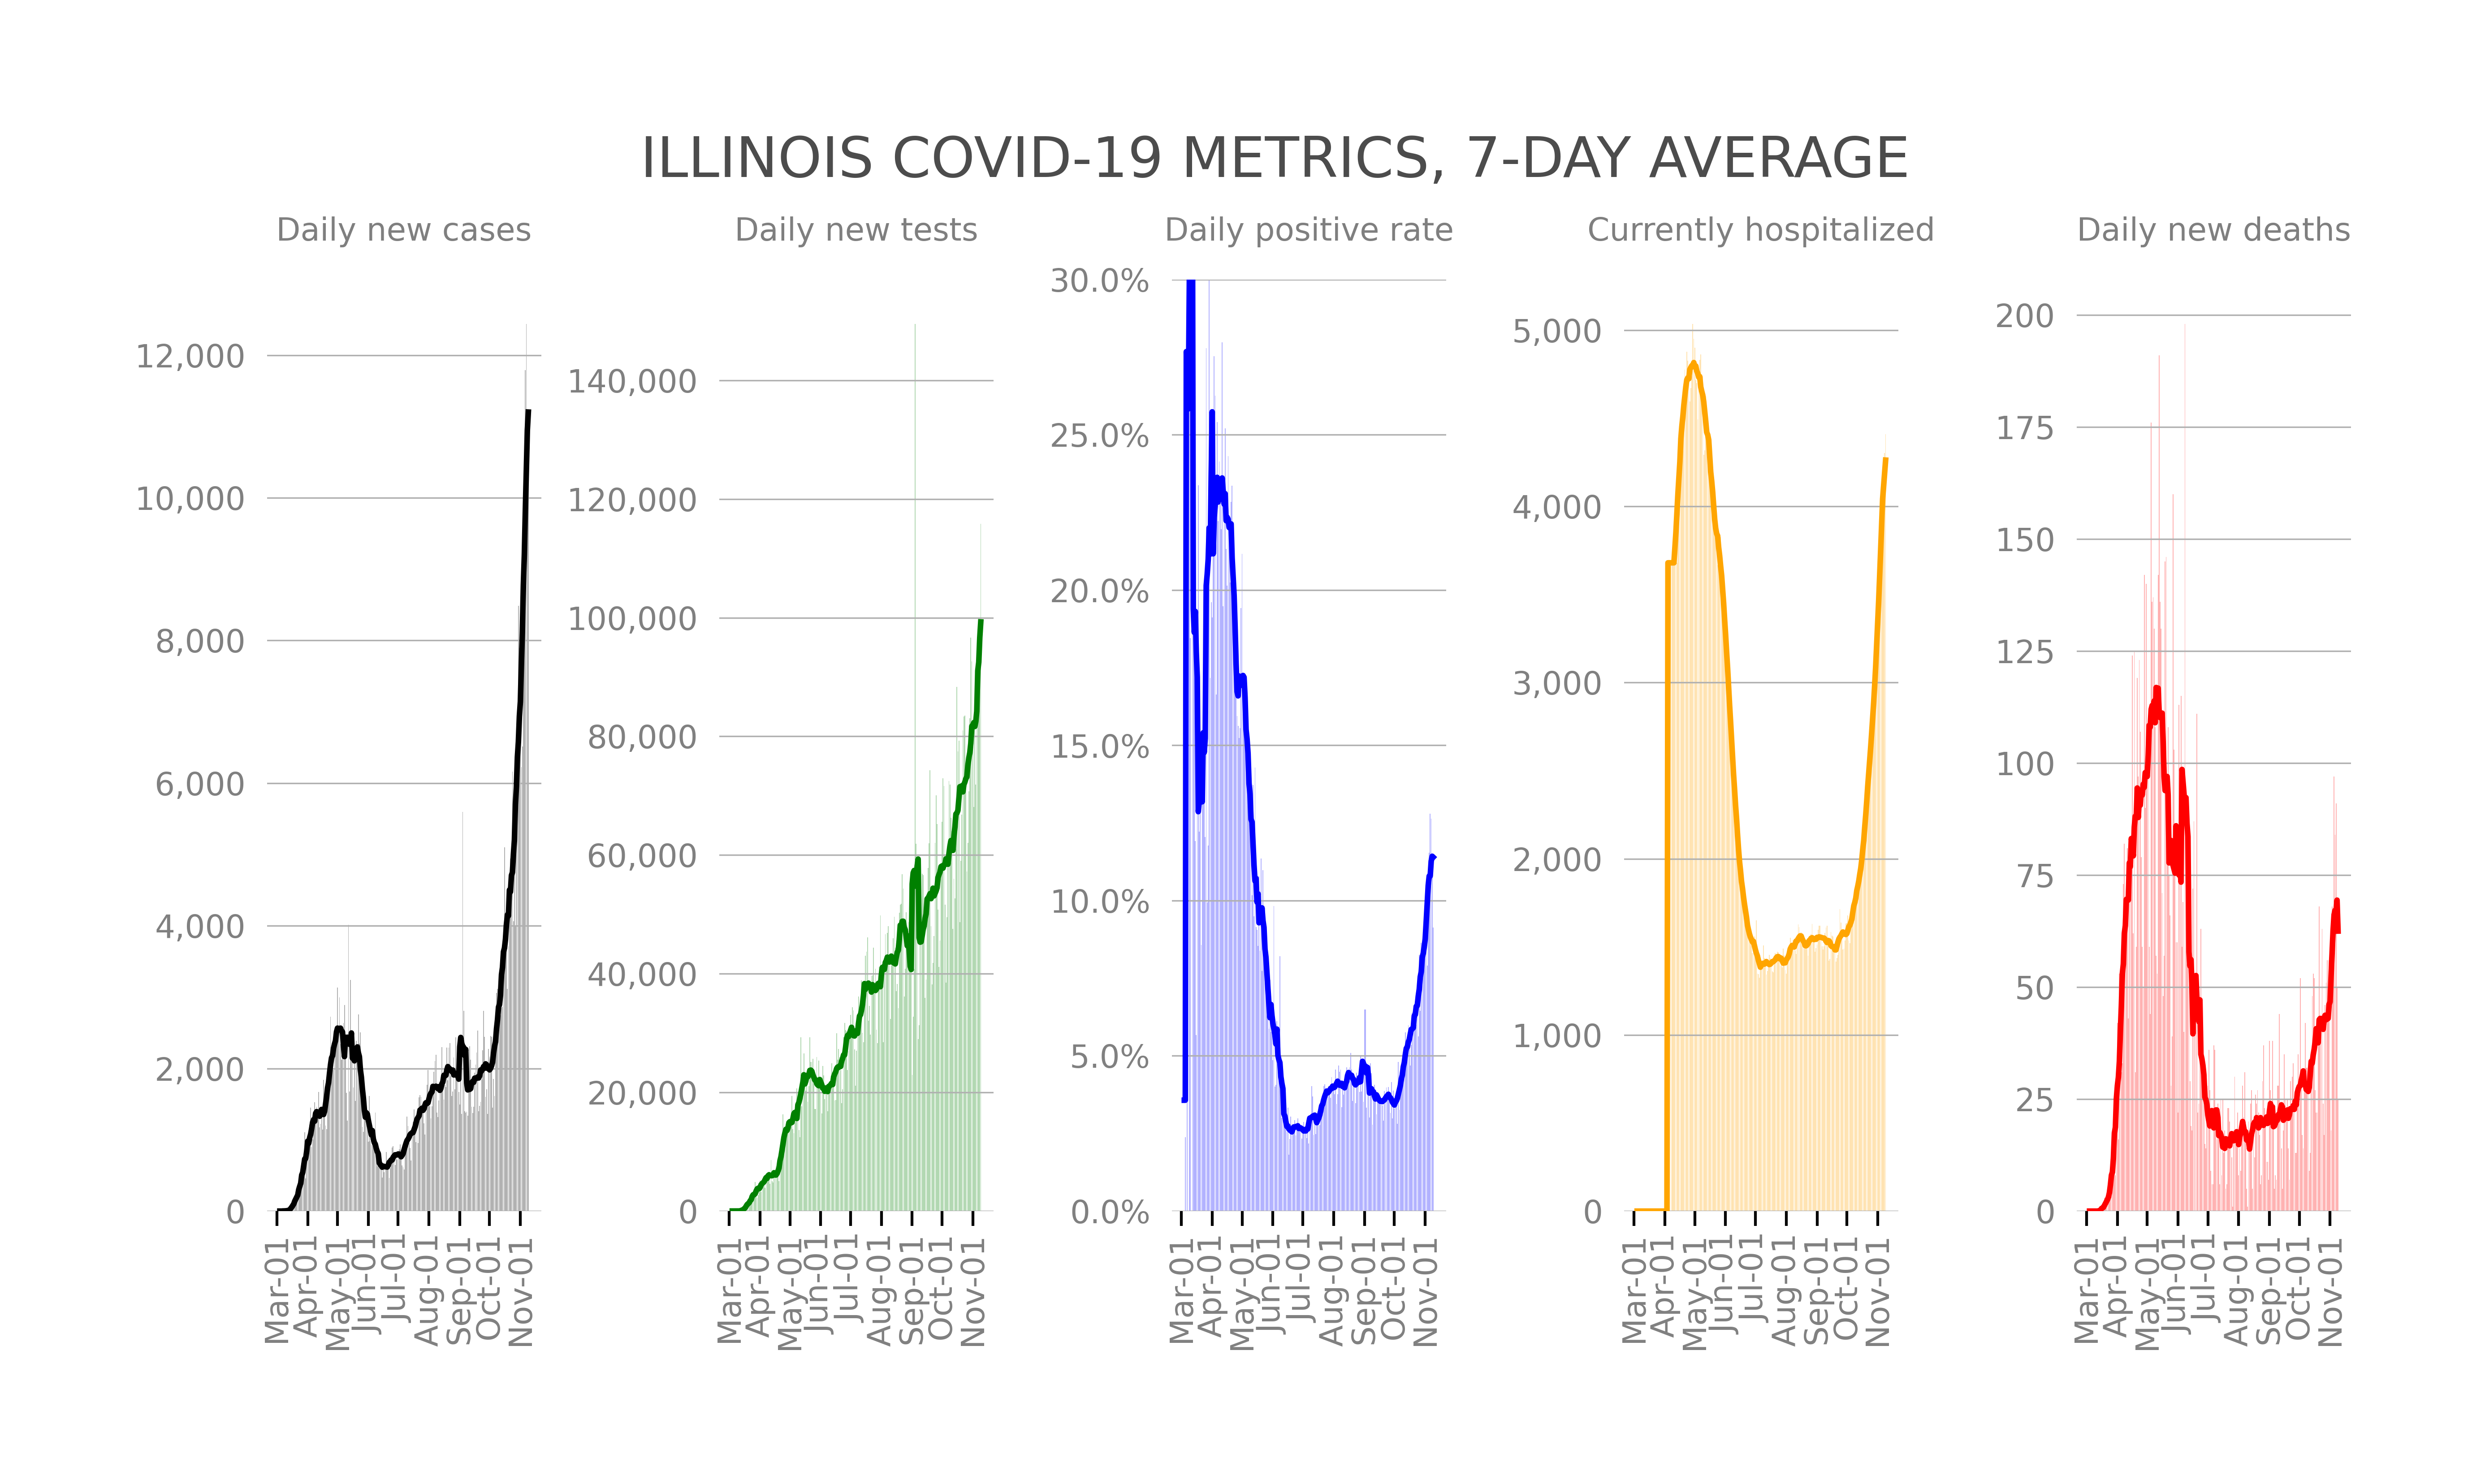 ILLINOIS COVID-19 METRICS, 7-DAY AVERAGE
Daily new cases
12,000
10,000
8,000
6,000
4,000
2,000
0
Mar-01
Apr-01
May-01
Jun-01
Jul-01
Aug-01
Sep-01
Oct-01
Nov-01
Daily new tests
140,000
120,000
100,000
80,000
60,000
40,000
20,000
0
Mar-01
Apr-01
May-01
Jun-01
Jul-01
Aug-01
Sep-01
Oct-01
Nov-01
Daily positive rate
30.0%
25.0%
20.0%
15.0%
10.0%
5.0%
0.0%
Mar-01
Apr-01
May-01
Jun-01
Jul-01
Aug-01
Sep-01
Oct-01
Nov-01
Currently hospitalized
5,000
4,000
3,000
2,000
1,000
0
Mar-01
Apr-01
May-01
Jun-01
Jul-01
Aug-01
Sep-01
Oct-01
Nov-01
Daily new deaths
200
175
150
125
100
75
50
25
0
Mar-01
Apr-01
May-01
Jun-01
Jul-01
Aug-01
Sep-01
Oct-01
Nov-01